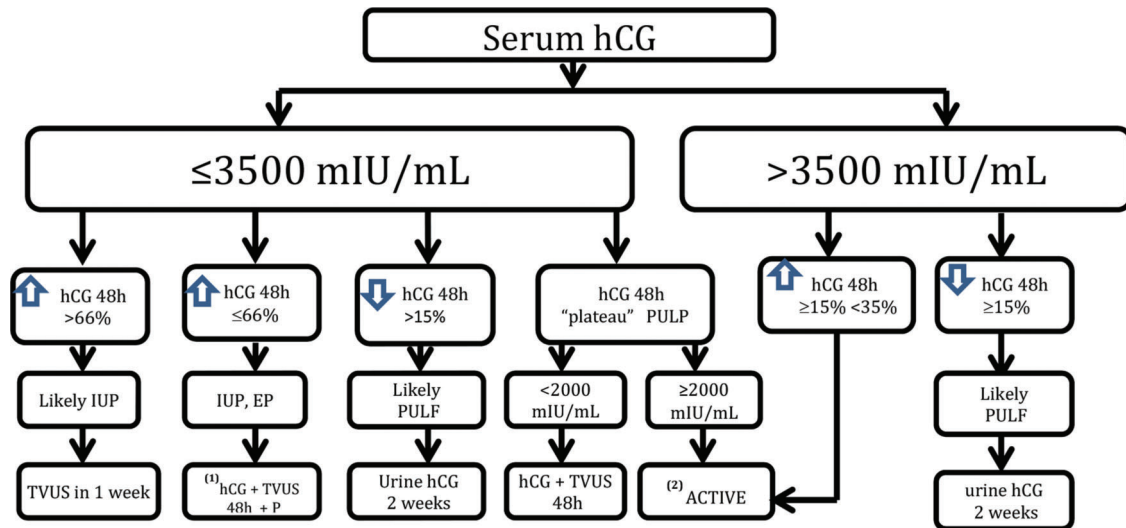 Serum hCG
≤3500 mIU/mL
>3500 mIU/mL
hCG 48h
>66%
hCG 48h
≤66%
hCG 48h
>15%
hCG 48h
“plateau” PULP
hCG 48h
≥15% <35%
hCG 48h
≥15%
Likely IUP
IUP, EP
Likely
PULF
<2000
mIU/mL
≥2000
mIU/mL
Likely
PULF
TVUS in 1 week
(1) hCG + TVUS
48h + P
Urine hCG
2 weeks
hCG + TVUS
48h
(2) ACTIVE
urine hCG
2 weeks